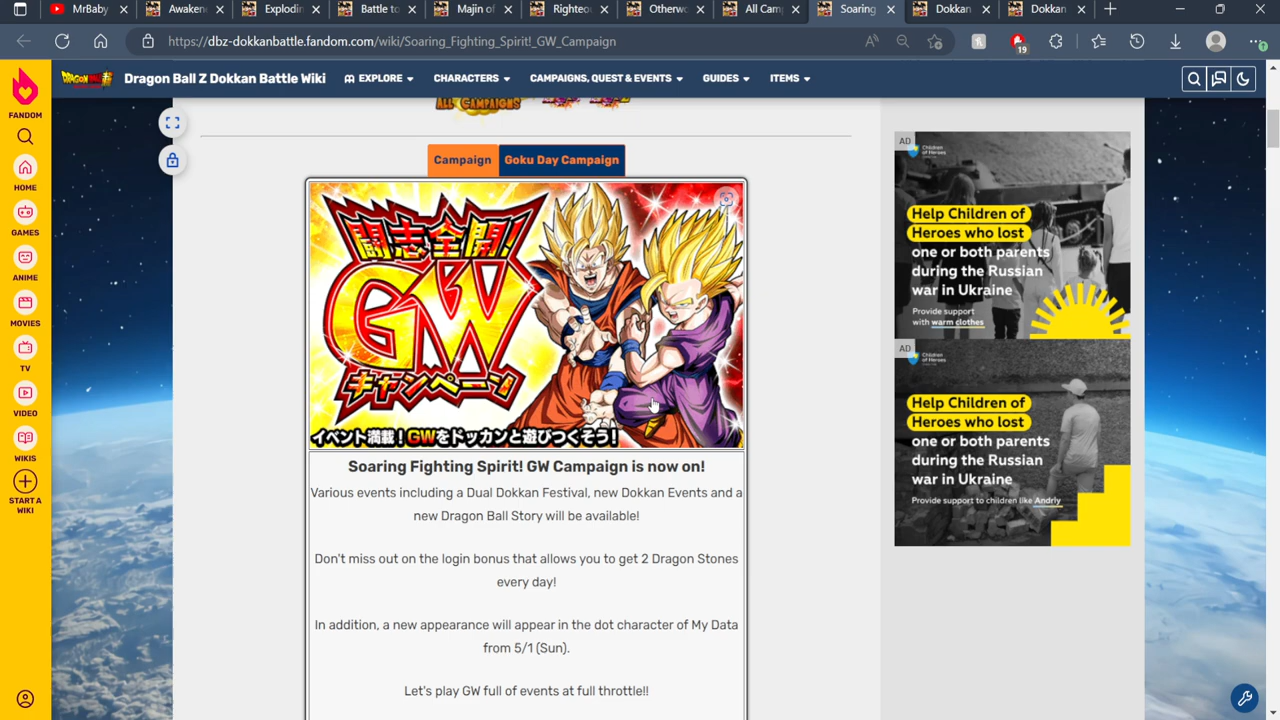 MrBaby
Awaken
Explodin
Battle to
Majin of
Righteo
Otherwo
All Camp
Soaring
Dokkan
Dokkan
https://dbz-dokkanbattle.fandom.com/wiki/Soaring_Fighting_Spirit!_GW_Campaign
19
FANDOM
HOME
GAMES
ANIME
MOVIES
TV
VIDEO
WIKIS
START A
WIKI
Dragon Ball Z Dokkan Battle Wiki
EXPLORE
CHARACTERS
CAMPAIGNS, QUEST & EVENTS
GUIDES
ITEMS
ALL CAMPAIGNS
Campaign
Goku Day Campaign
闘志全開!
GW
キャンペーン
イベント満載!GWをドッカンと遊びつくそう!
Soaring Fighting Spirit! GW Campaign is now on!
Various events including a Dual Dokkan Festival, new Dokkan Events and a
new Dragon Ball Story will be available!
Don't miss out on the login bonus that allows you to get 2 Dragon Stones
every day!
In addition, a new appearance will appear in the dot character of My Data
from 5/1 (Sun).
Let's play GW full of events at full throttle!!
AD
Children of
Heroes
Help Children of
Heroes who lost
one or both parents
during the Russian
war in Ukraine
Provide support
with warm clothes
AD
Children of
Heroes
Help Children of
Heroes who lost
one or both parents
during the Russian
war in Ukraine
Provide support to children like Andriy